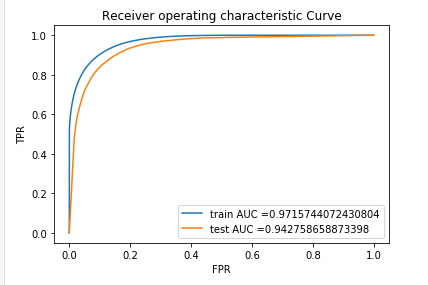 Receiver operating characteristic Curve
1.0
0.8
0.6
0.4
0.2
0.0
TPR
train AUC =0.9715744072430804
test AUC =0.942758658873398
0.0 0.2 0.4 0.6 0.8 1.0
FPR